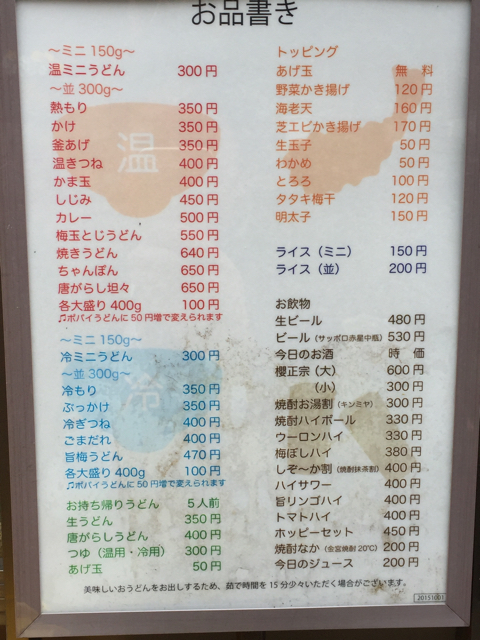 お品書き
〜ミニ 150g〜
温ミニうどん 300円
〜並 300g〜
熱もり 350円
かけ 350円
釜あげ 350円
温きつね 400円
かま玉 400円
しじみ 450円
カレー 500円
梅玉とじうどん 550円
焼きうどん 640円
ちゃんぽん 650円
唐がらし坦々 650円
各大盛り 400g 100円
♫ポパイうどんに50円増で変えられます
温
〜ミニ 150g〜
冷ミニうどん 300円
〜並 300g〜
冷もり 350円
ぶっかけ 350円
冷ぎつね 400円
ごまだれ 400円
旨梅うどん 470円
各大盛り 400g 100円
♫ポパイうどんに50円増で変えられます
冷
お持ち帰りうどん 5人前
生うどん 350円
唐がらしうどん 400円
つゆ（温用・冷用） 300円
あげ玉 50円
トッピング
あげ玉 無 料
野菜かき揚げ 120円
海老天 160円
芝エビかき揚げ 170円
生玉子 50円
わかめ 50円
とろろ 100円
タタキ梅干 120円
明太子 150円
ライス（ミニ） 150円
ライス（並） 200円
お飲物
生ビール 480円
ビール（サッポロ赤星中瓶）530円
今日のお酒 時 価
櫻正宗（大） 600円
（小） 300円
焼酎お湯割（キンミヤ） 300円
焼酎ハイボール 330円
ウーロンハイ 330円
梅ぼしハイ 380円
しぞ〜か割（焼酎抹茶割）400円
ハイサワー 400円
旨リンゴハイ 400円
トマトハイ 400円
ホッピーセット 450円
焼酎なか（金宮焼酎20℃）200円
今日のジュース 200円
美味しいおうどんをお出しするため、茹で時間を15分少々いただく場合がございます。
20151001